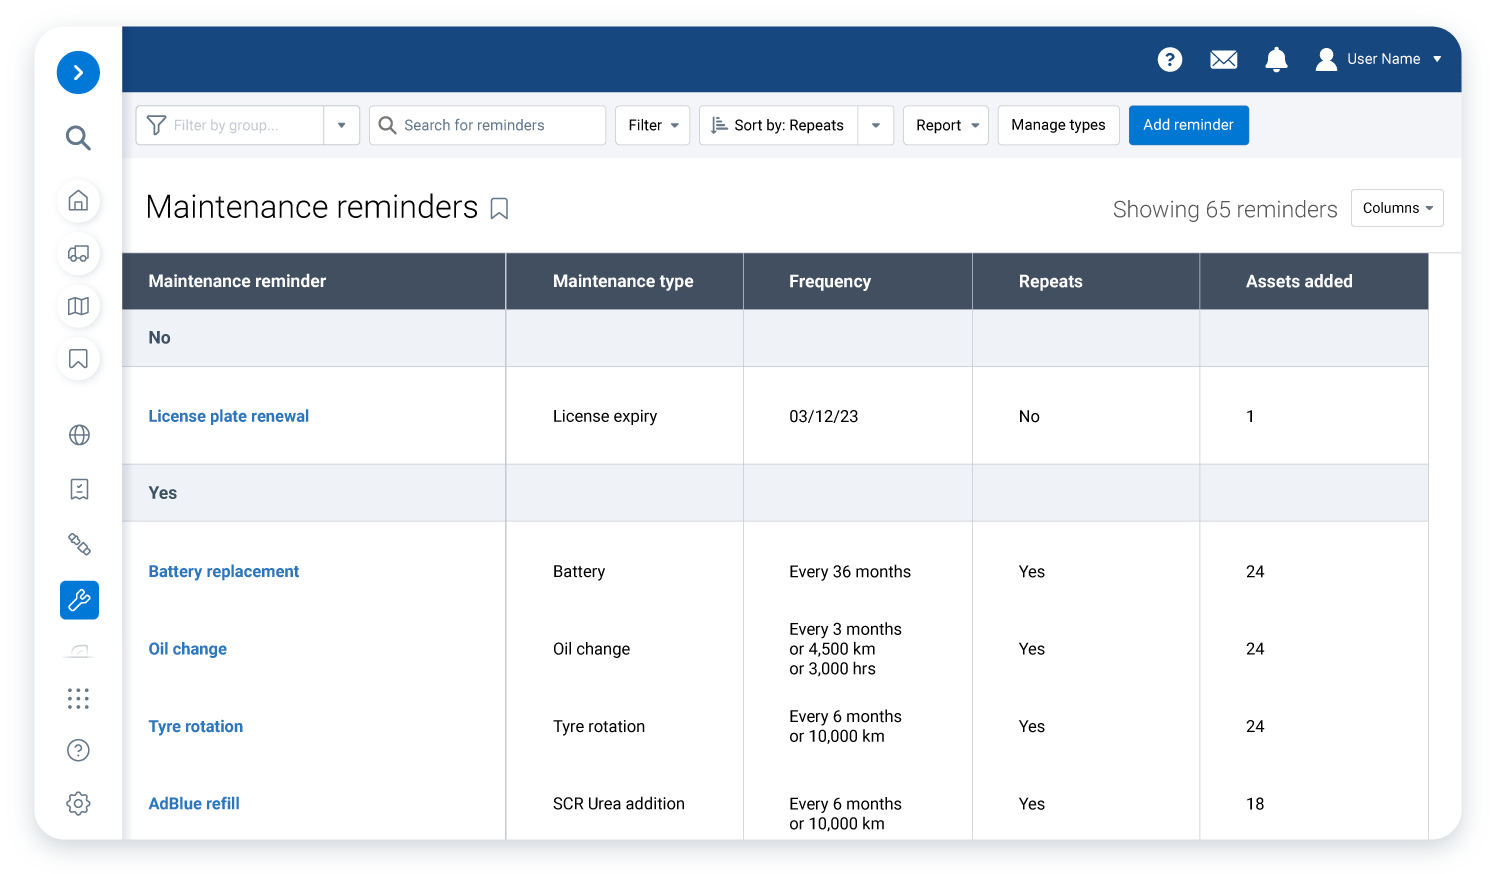 User Name
Filter by group...
Search for reminders
Filter
Sort by: Repeats
Report
Manage types
Add reminder
Maintenance reminders
Showing 65 reminders
Columns
Maintenance reminder
Maintenance type
Frequency
Repeats
Assets added
No
License plate renewal
License expiry
03/12/23
No
1
Yes
Battery replacement
Battery
Every 36 months
Yes
24
Oil change
Oil change
Every 3 months
or 4,500 km
or 3,000 hrs
Yes
24
Tyre rotation
Tyre rotation
Every 6 months
or 10,000 km
Yes
24
AdBlue refill
SCR Urea addition
Every 6 months
or 10,000 km
Yes
18